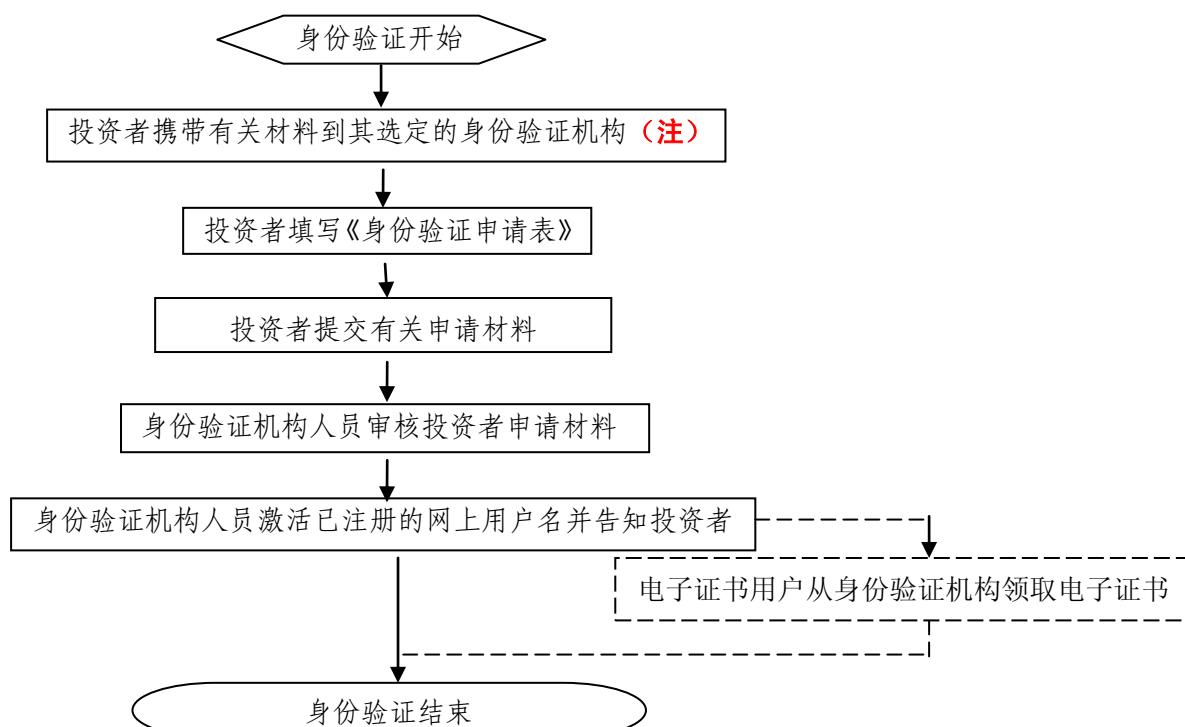 身份验证开始
投资者携带有关材料到其选定的身份验证机构（注）
投资者填写《身份验证申请表》
投资者提交有关申请材料
身份验证机构人员审核投资者申请材料
身份验证机构人员激活已注册的网上用户名并告知投资者
电子证书用户从身份验证机构领取电子证书
身份验证结束